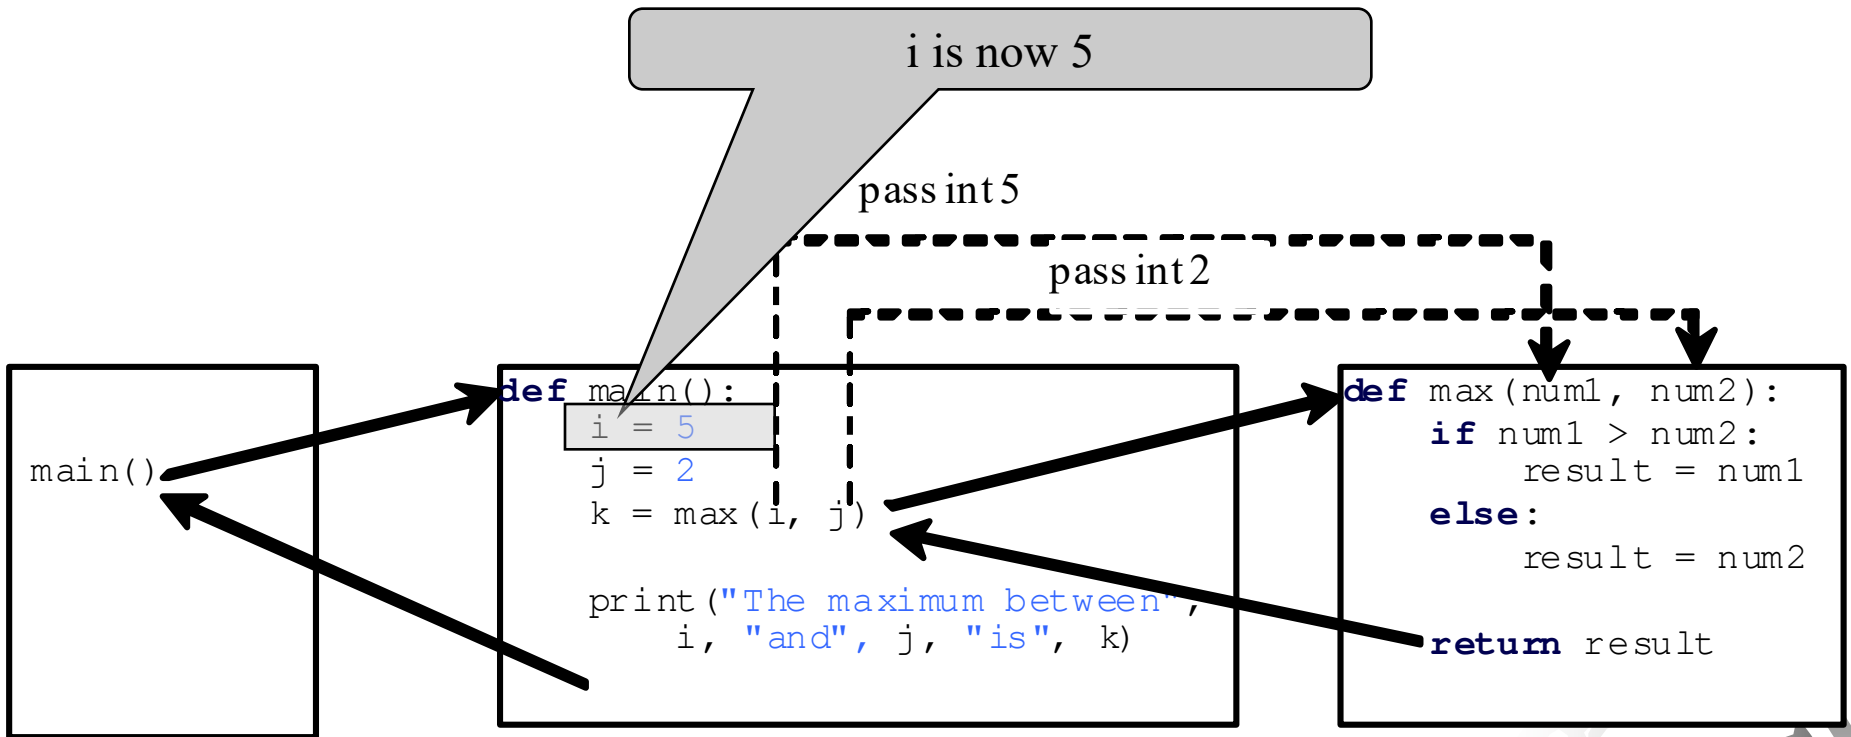 i is now 5
pass int 5
pass int 2
main()
def main():
    i = 5
    j = 2
    k = max(i, j)
    print("The maximum between",
        i, "and", j, "is", k)
def max(num1, num2):
    if num1 > num2:
        result = num1
    else:
        result = num2
    return result